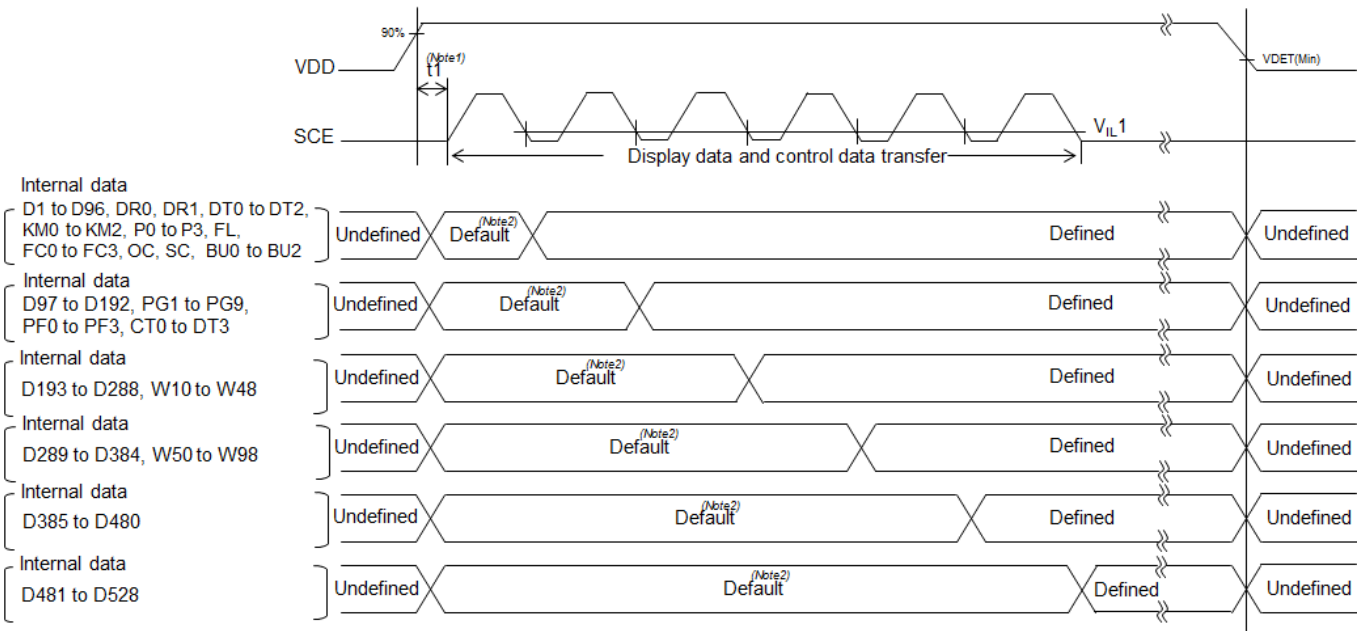 90%
(Note1)
t1
VDD
VDET(Min)
SCE
VIL1
Display data and control data transfer
Internal data
D1 to D96, DR0, DR1, DT0 to DT2,
KM0 to KM2, P0 to P3, FL,
FC0 to FC3, OC, SC, BU0 to BU2
Undefined
Default(Note2)
Defined
Undefined
Internal data
D97 to D192, PG1 to PG9,
PF0 to PF3, CT0 to DT3
Undefined
Default(Note2)
Defined
Undefined
Internal data
D193 to D288, W10 to W48
Undefined
Default(Note2)
Defined
Undefined
Internal data
D289 to D384, W50 to W98
Undefined
Default(Note2)
Defined
Undefined
Internal data
D385 to D480
Undefined
Default(Note2)
Defined
Undefined
Internal data
D481 to D528
Undefined
Default(Note2)
Defined
Undefined